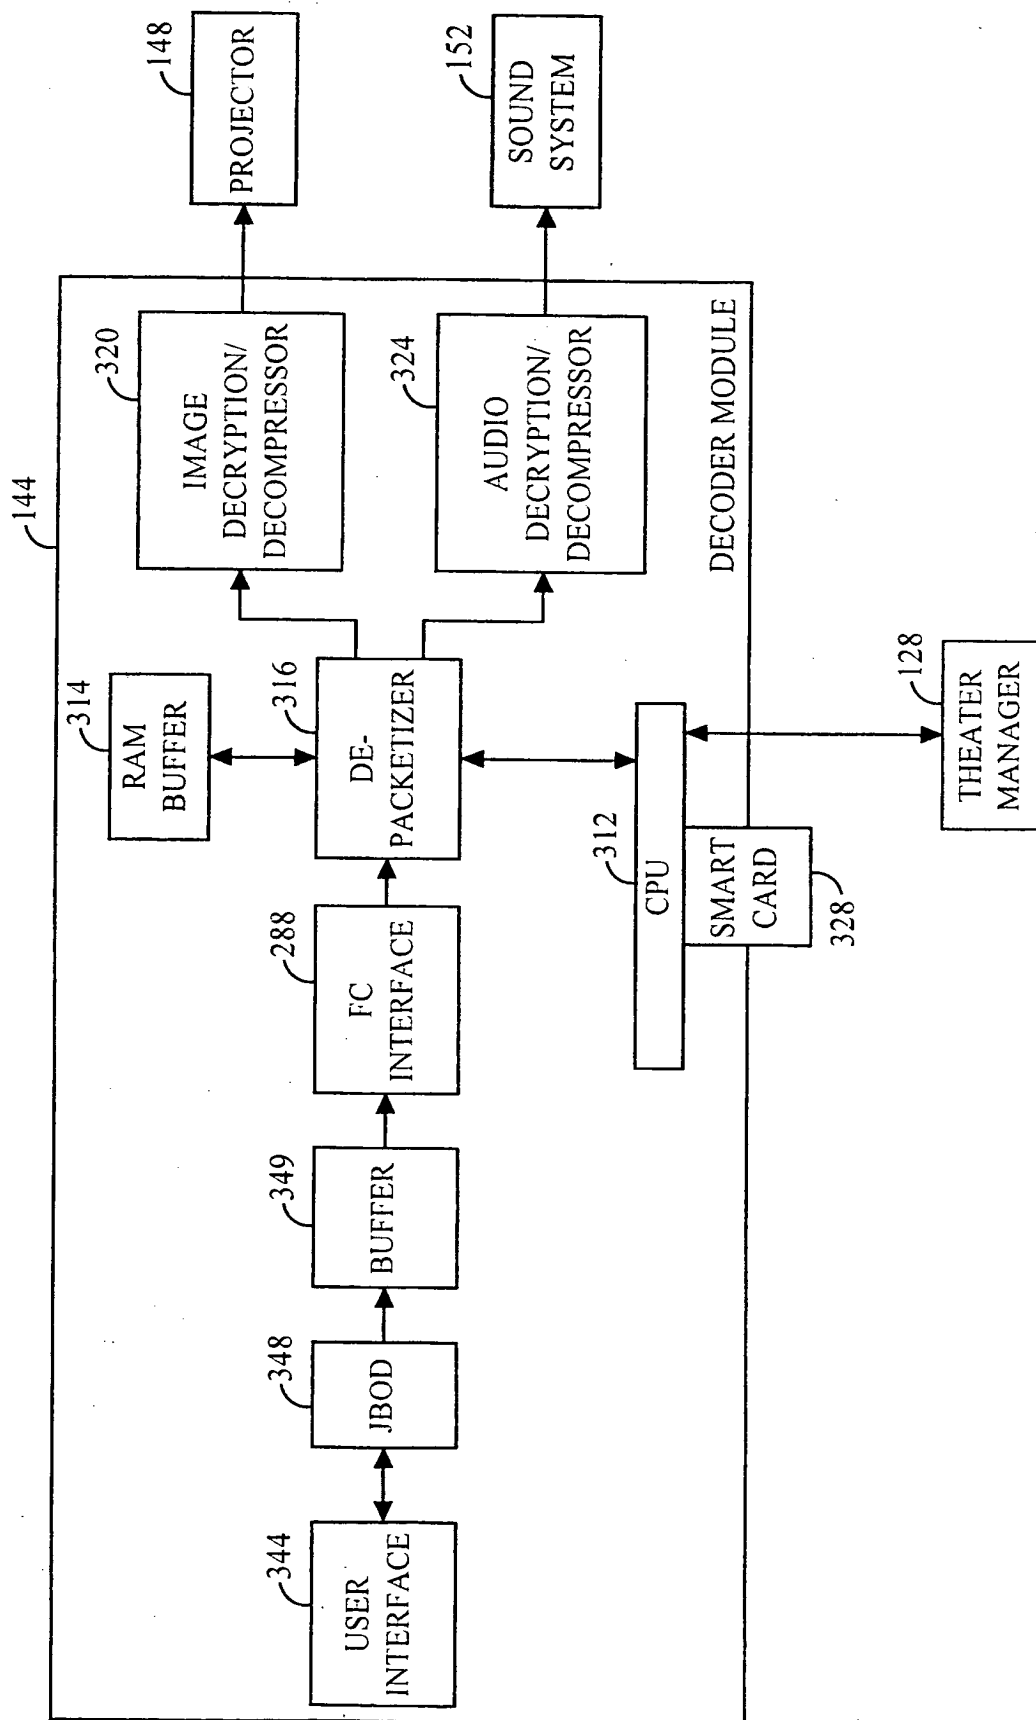 144
344
USER
INTERFACE
348
JBOD
349
BUFFER
288
FC
INTERFACE
314
RAM
BUFFER
316
DE-
PACKETIZER
320
IMAGE
DECRYPTION/
DECOMPRESSOR
324
AUDIO
DECRYPTION/
DECOMPRESSOR
148
PROJECTOR
152
SOUND
SYSTEM
312
CPU
SMART
CARD
328
DECODER MODULE
128
THEATER
MANAGER